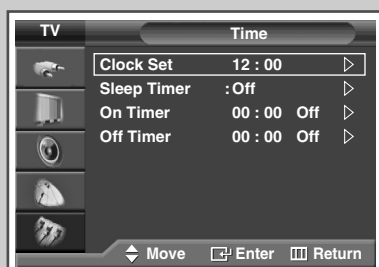 TV
Time
Clock Set 12 : 00
Sleep Timer : Off
On Timer 00 : 00 Off
Off Timer 00 : 00 Off
Move Enter Return